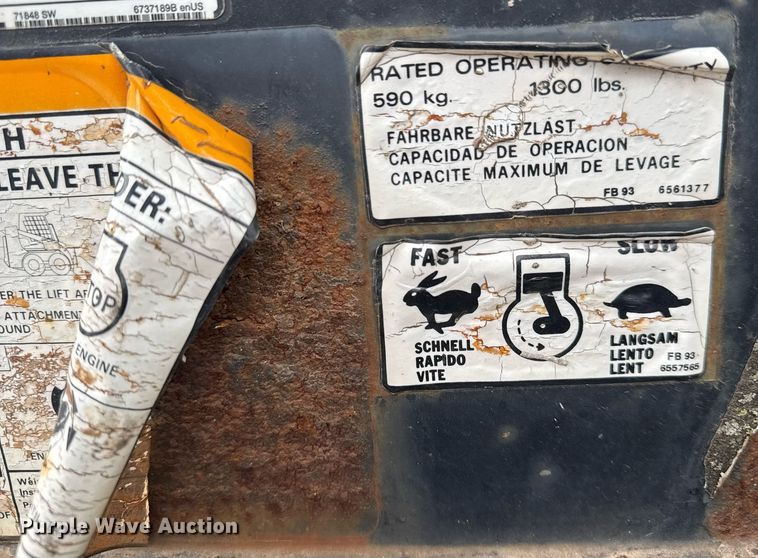 71848 SW 6737189B enUS
H
LEAVE TH
DER:
OP
ER THE LIFT A
ATTACHMENT
OUND
ENGINE
EN
RATED OPERATING
590 kg. 1300 lbs.
FAHRBARE NUTZLAST
CAPACIDAD DE OPERACION
CAPACITE MAXIMUM DE LEVAGE
FB 93 6561377
FAST SLOW
SCHNELL
RAPIDO
VITE
LANGSAM
LENTO
LENT
FB 93
6557565
Purple Wave Auction